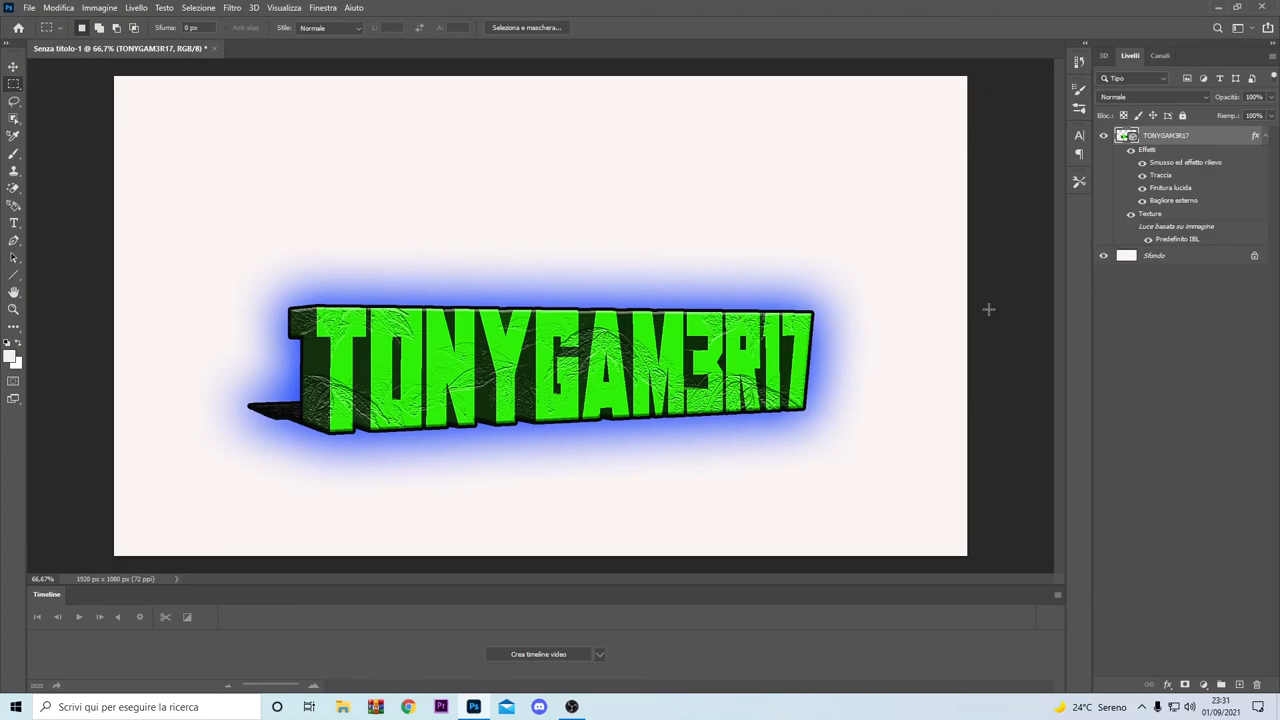 File Modifica Immagine Livello Testo Selezione Filtro 3D Visualizza Finestra Aiuto
Sfuma: 0 px Anti-alias Stile: Normale L: A: Seleziona e maschera...
Senza titolo-1 @ 66,7% (TONYGAM3R17, RGB/8) *
3D Livelli Canali
Tipo
Normale Opacità: 100%
Bloc.: Riemp.: 100%
TONYGAM3R17 fx
Effetti
Smusso ed effetto rilievo
Traccia
Finitura lucida
Bagliore esterno
Texture
Luce basata su immagine
Predefinito IBL
Sfondo
TONYGAM3R17
66,67% 1920 px x 1080 px (72 ppi)
Timeline
Crea timeline video
Scrivi qui per eseguire la ricerca
24°C Sereno
23:31
01/09/2021